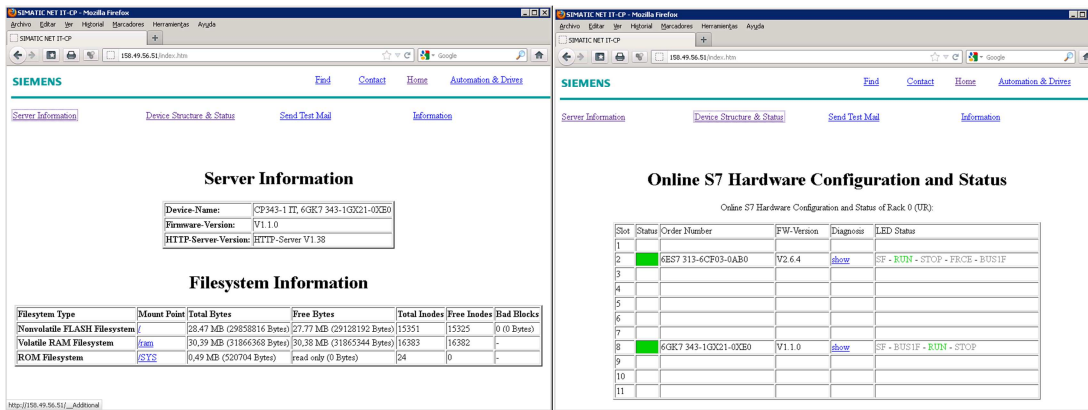 SIMATIC NET IT-CP - Mozilla Firefox
Archivo Editar Ver Historial Marcadores Herramientas Ayuda
SIMATIC NET IT-CP +
158.49.56.51/index.htm Google
SIEMENS Find Contact Home Automation & Drives
Server Information Device Structure & Status Send Test Mail Information
Server Information
Device-Name: CP343-1 IT, 6GK7 343-1GX21-0XE0
Firmware-Version: V1.1.0
HTTP-Server-Version: HTTP-Server V1.38
Filesystem Information
Filesytem Type Mount Point Total Bytes Free Bytes Total Inodes Free Inodes Bad Blocks
Nonvolatile FLASH Filesystem / 28.47 MB (29858816 Bytes) 27.77 MB (29128192 Bytes) 15351 15325 0 (0 Bytes)
Volatile RAM Filesystem /ram 30,39 MB (31866368 Bytes) 30,38 MB (31865344 Bytes) 16383 16382 -
ROM Filesystem /SYS 0,49 MB (520704 Bytes) read only (0 Bytes) 24 0 -
http://158.49.56.51/__Additional
SIMATIC NET IT-CP - Mozilla Firefox
Archivo Editar Ver Historial Marcadores Herramientas Ayuda
SIMATIC NET IT-CP +
158.49.56.51/index.htm Google
SIEMENS Find Contact Home Automation & Drives
Server Information Device Structure & Status Send Test Mail Information
Online S7 Hardware Configuration and Status
Online S7 Hardware Configuration and Status of Rack 0 (UR):
Slot Status Order Number FW-Version Diagnosis LED Status
1
2 6ES7 313-6CF03-0AB0 V2.6.4 show SF - RUN - STOP - FRCE - BUS1F
3
4
5
6
7
8 6GK7 343-1GX21-0XE0 V1.1.0 show SF - BUS1F - RUN - STOP
9
10
11